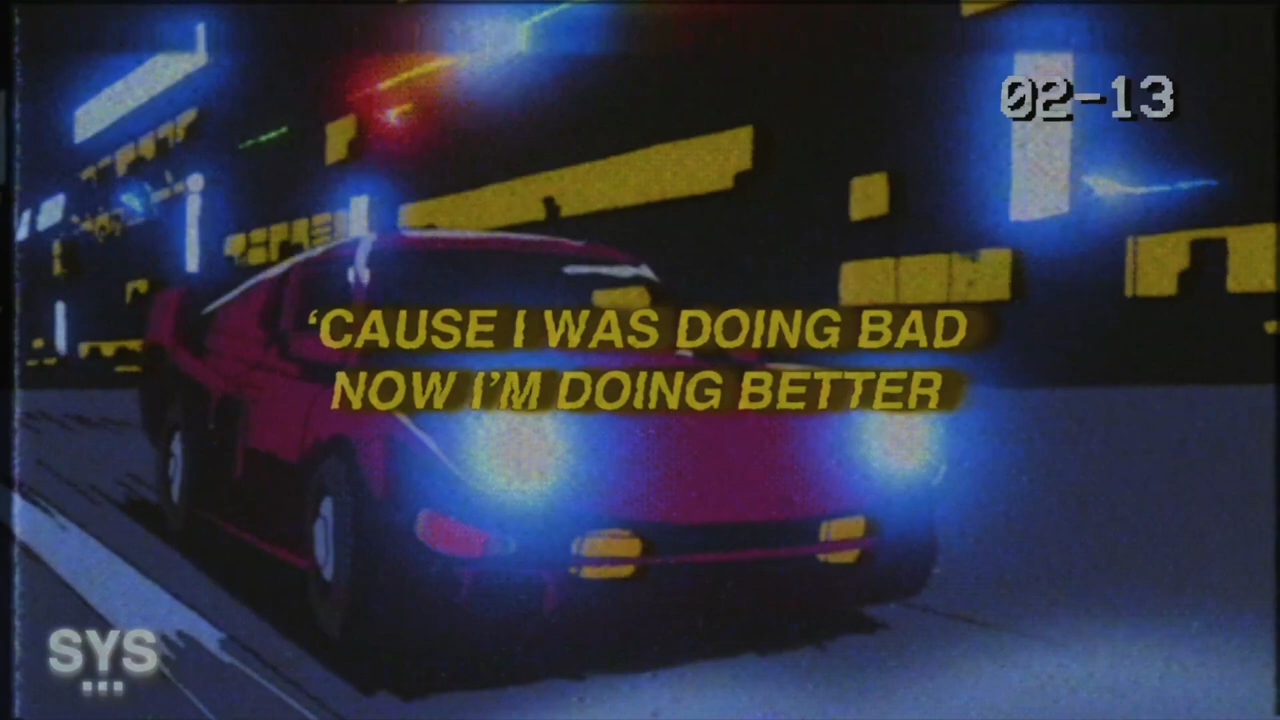 02-13
‘CAUSE I WAS DOING BAD
NOW I’M DOING BETTER
SYS
...